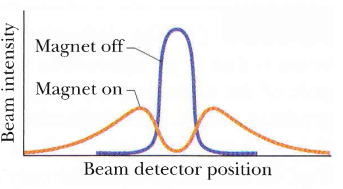 Beam intensity
Magnet off
Magnet on
Beam detector position